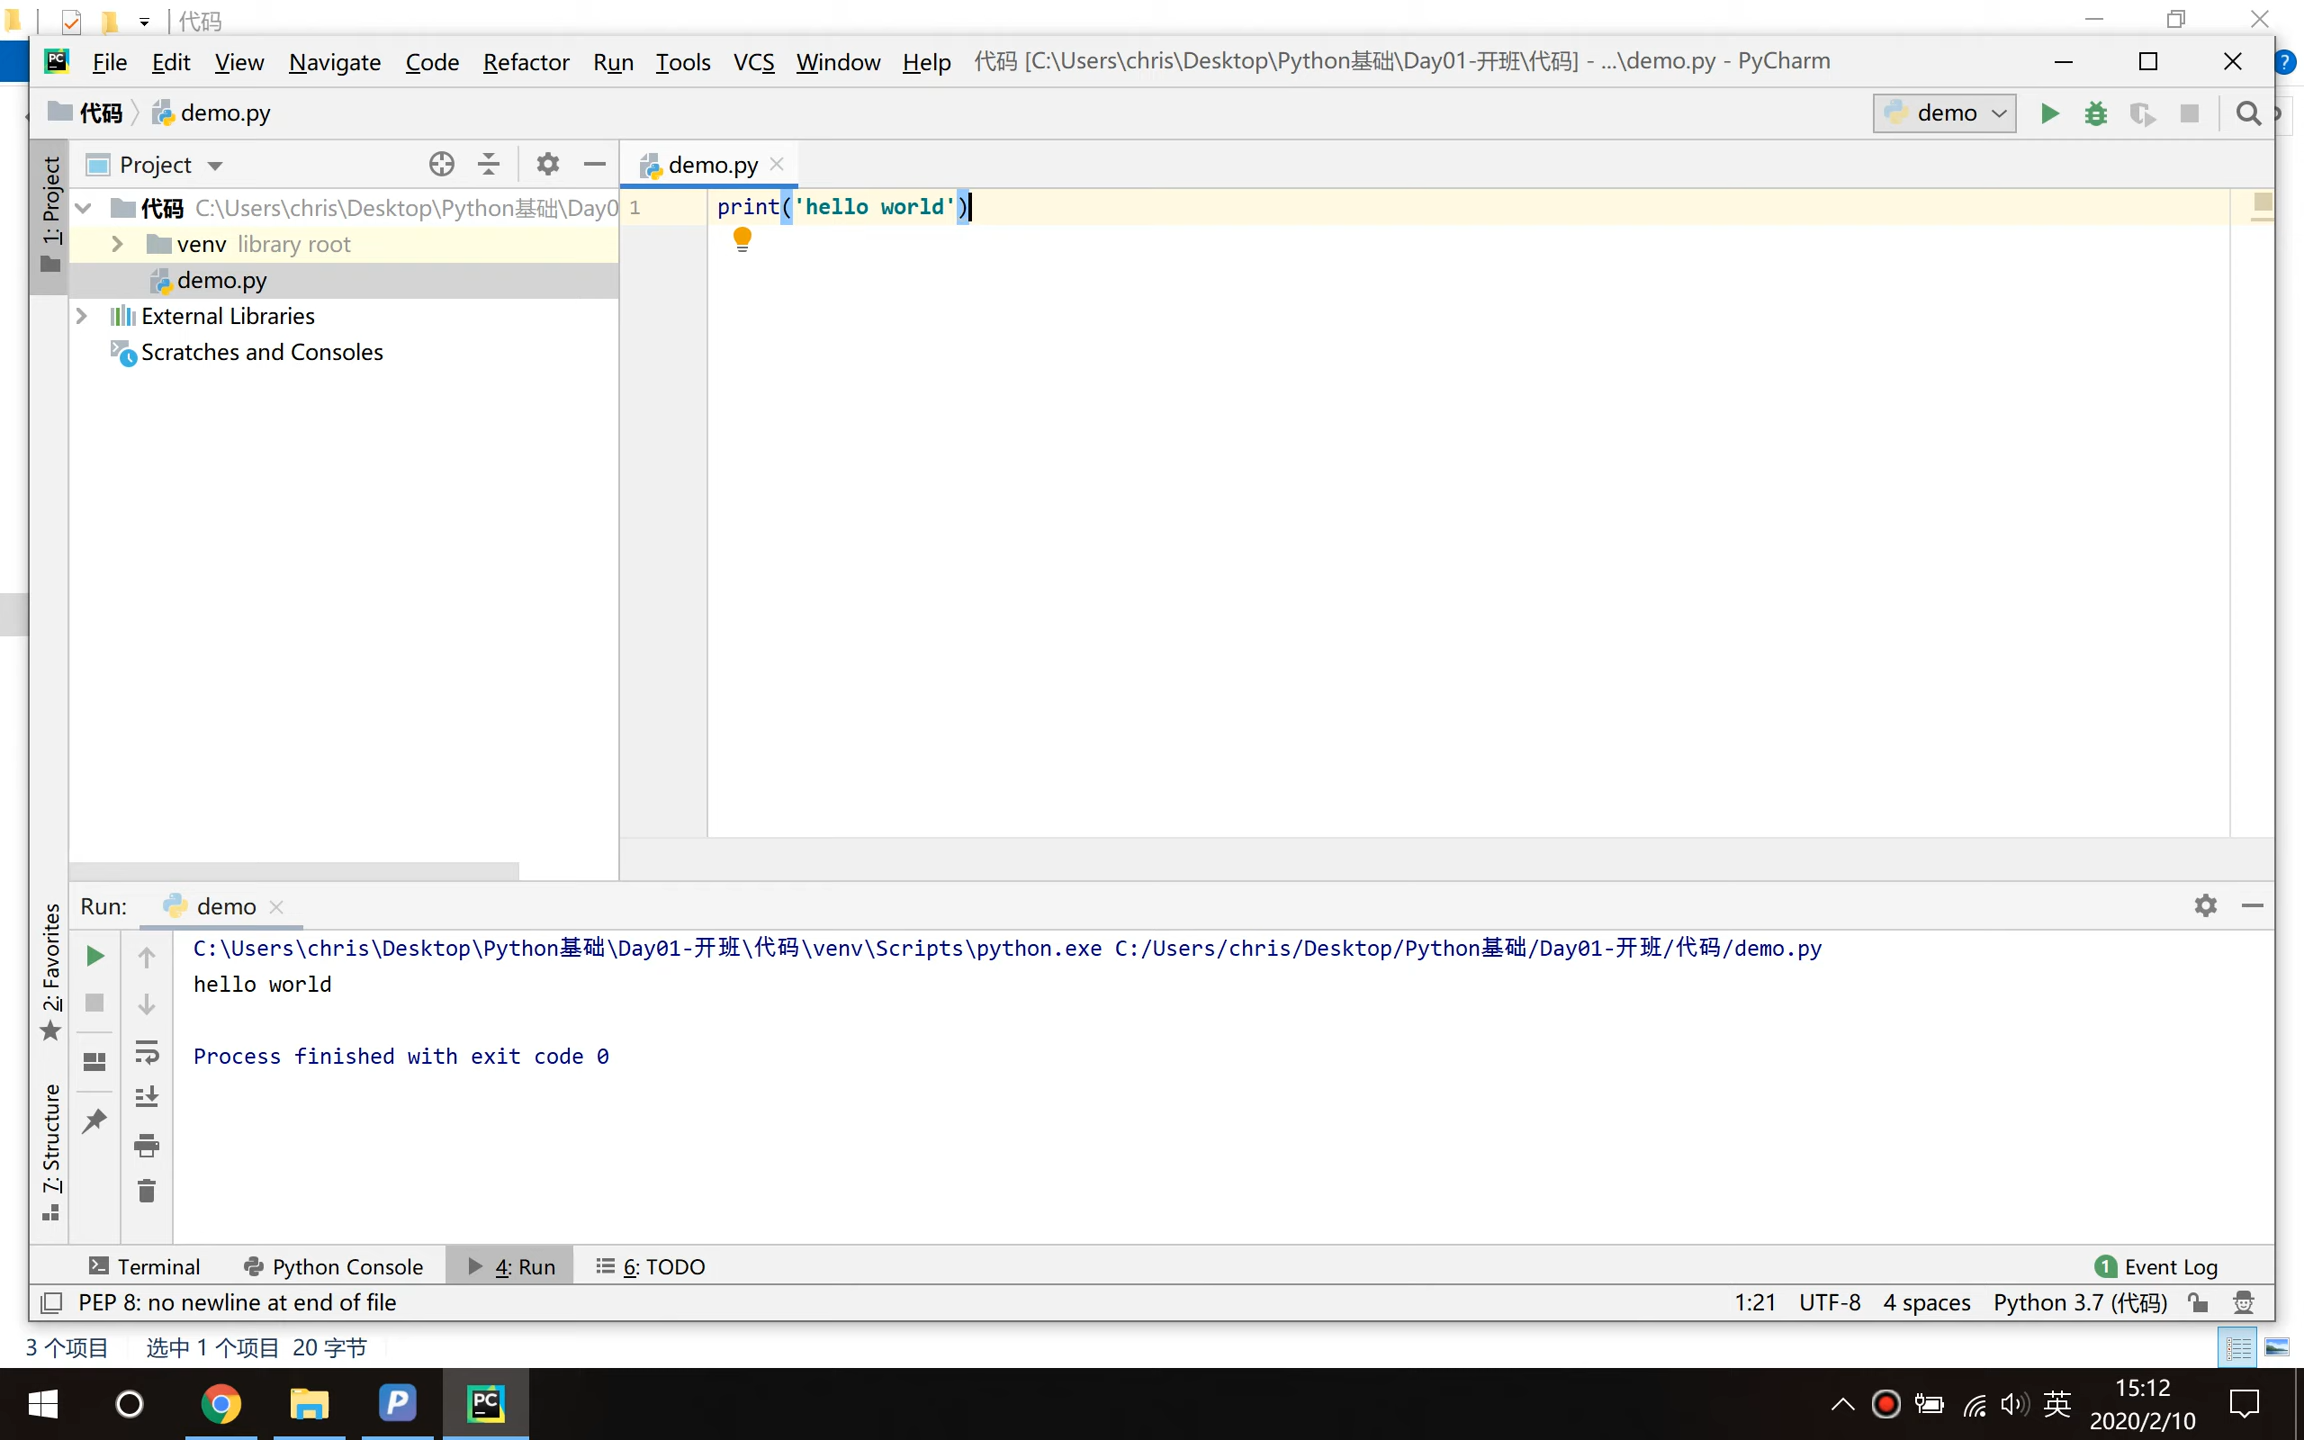 代码
File Edit View Navigate Code Refactor Run Tools VCS Window Help 代码 [C:\Users\chris\Desktop\Python基础\Day01-开班\代码] - ...\demo.py - PyCharm
代码 demo.py demo
1: Project
Project
demo.py
代码 C:\Users\chris\Desktop\Python基础\Day0
venv library root
demo.py
External Libraries
Scratches and Consoles
1 print('hello world')
Run: demo
C:\Users\chris\Desktop\Python基础\Day01-开班\代码\venv\Scripts\python.exe C:/Users/chris/Desktop/Python基础/Day01-开班/代码/demo.py
hello world
Process finished with exit code 0
2: Favorites
7: Structure
Terminal Python Console 4: Run 6: TODO 1 Event Log
PEP 8: no newline at end of file 1:21 UTF-8 4 spaces Python 3.7 (代码)
3 个项目 选中 1 个项目 20 字节
英 15:12
2020/2/10